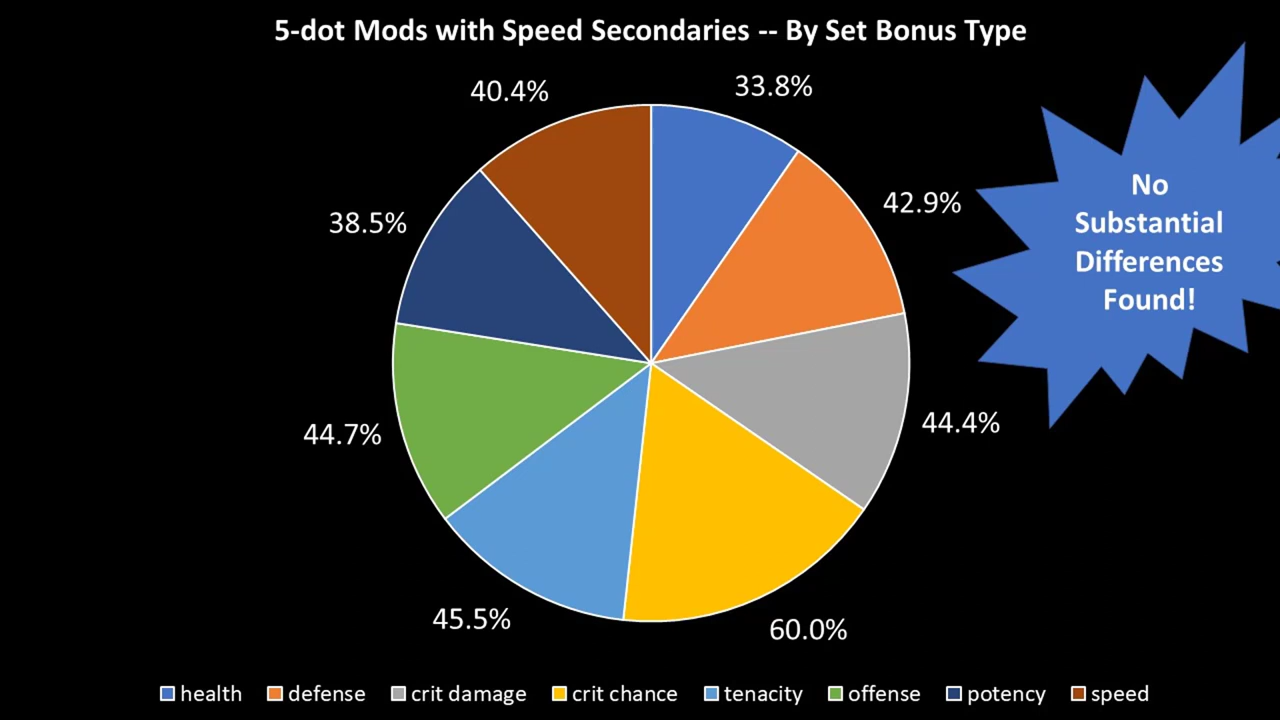 5-dot Mods with Speed Secondaries -- By Set Bonus Type
40.4%
33.8%
42.9%
38.5%
44.4%
44.7%
45.5%
60.0%
No
Substantial
Differences
Found!
health defense crit damage crit chance tenacity offense potency speed